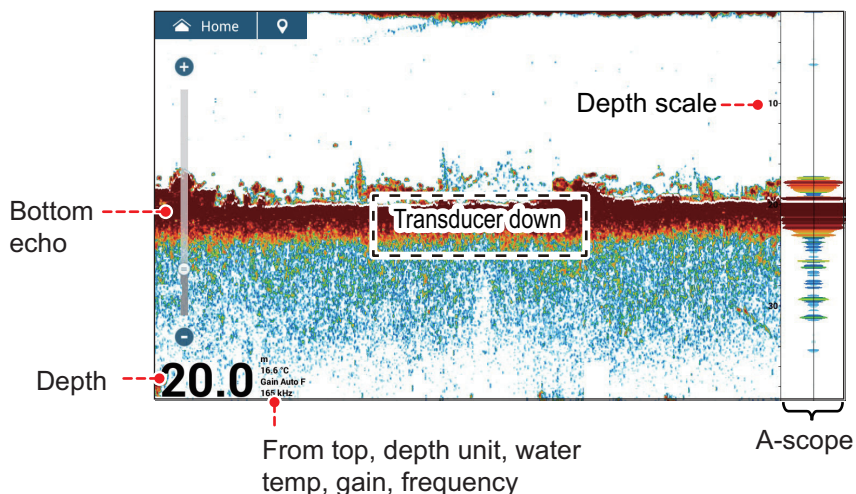 Home
Depth scale
10
Transducer down
Bottom
echo
30
20.0
m
16.6 °C
Gain Auto F
165 kHz
Depth
A-scope
From top, depth unit, water
temp, gain, frequency